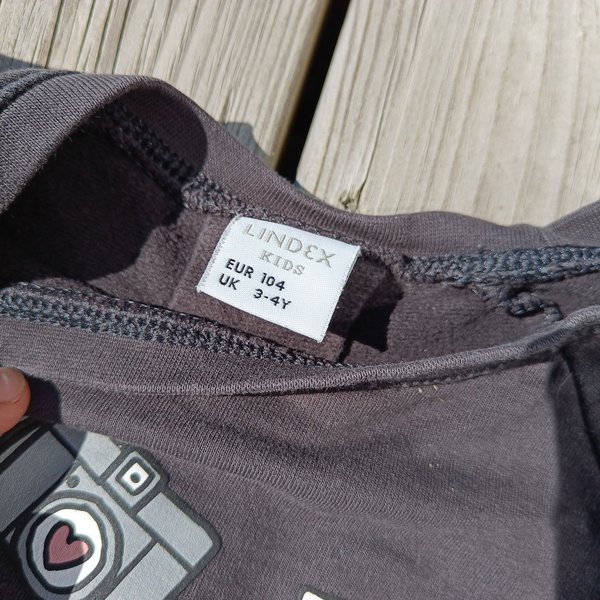 LINDEX
KIDS
EUR 104
UK 3-4Y